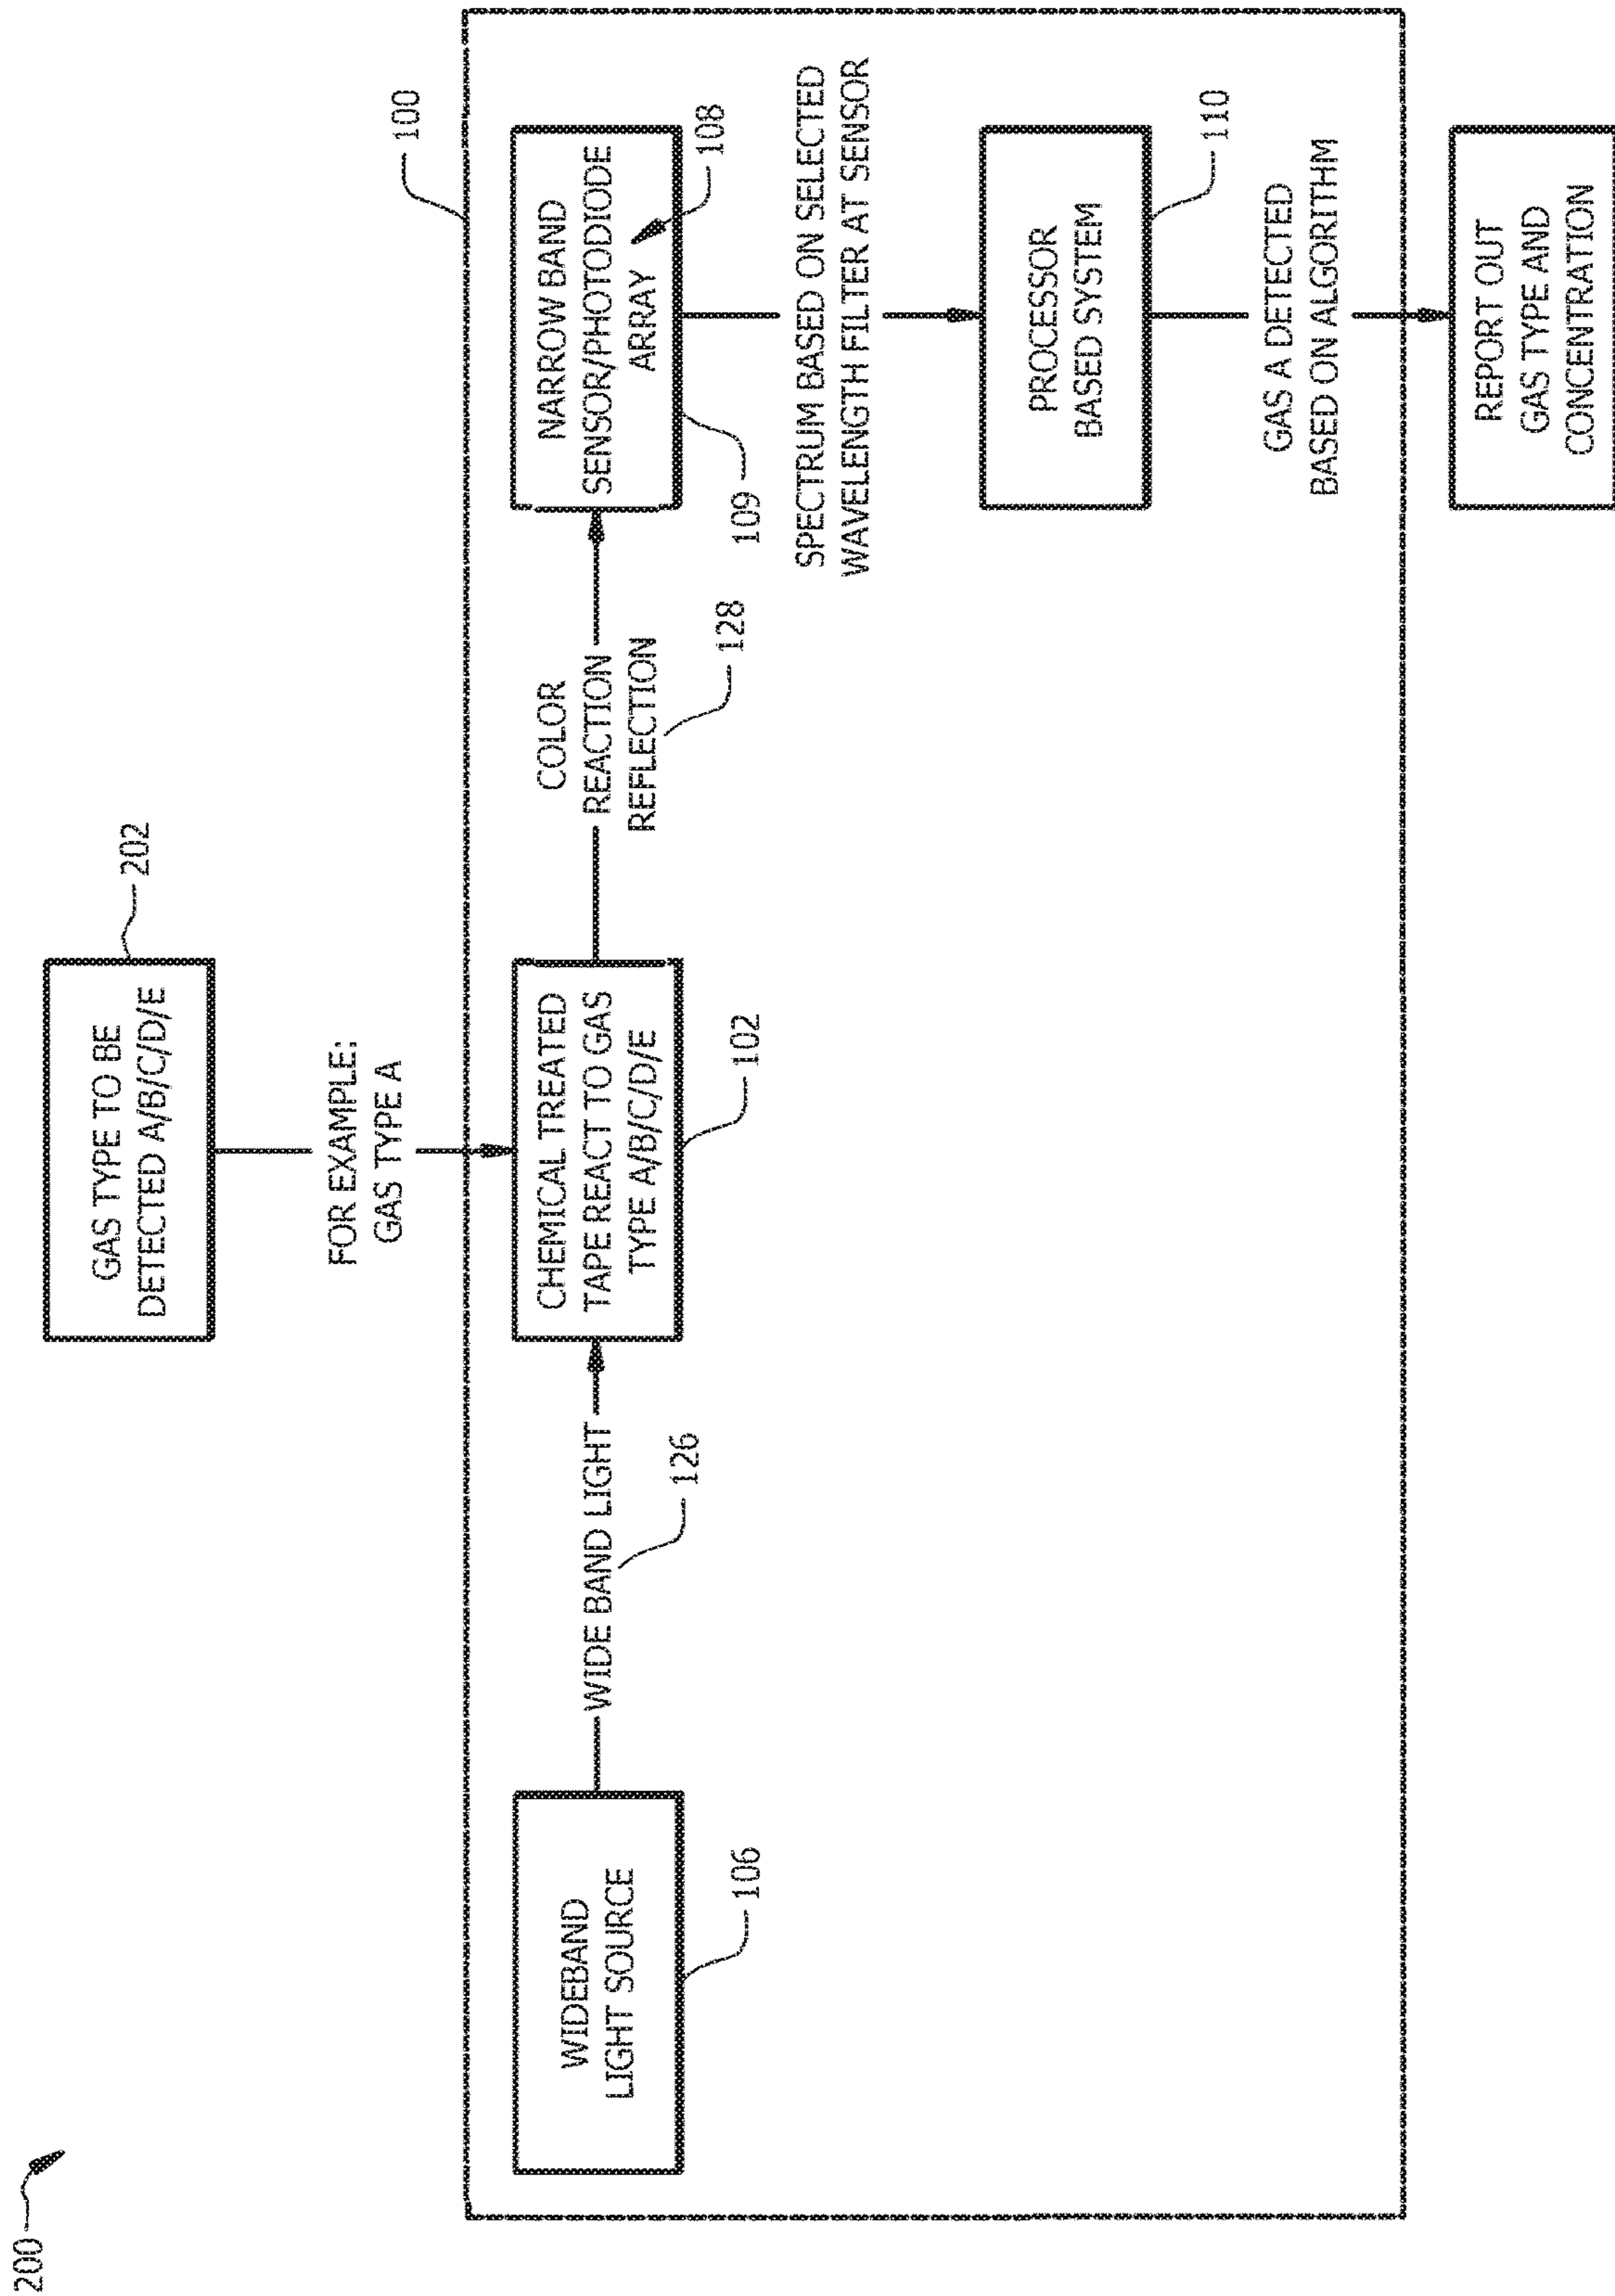 200
GAS TYPE TO BE
DETECTED A/B/C/D/E
202
FOR EXAMPLE:
GAS TYPE A
100
WIDEBAND
LIGHT SOURCE
106
WIDE BAND LIGHT
126
CHEMICAL TREATED
TAPE REACT TO GAS
TYPE A/B/C/D/E
102
COLOR
REACTION
REFLECTION
128
NARROW BAND
SENSOR/PHOTODIODE
ARRAY
108
109
SPECTRUM BASED ON SELECTED
WAVELENGTH FILTER AT SENSOR
PROCESSOR
BASED SYSTEM
110
GAS A DETECTED
BASED ON ALGORITHM
REPORT OUT
GAS TYPE AND
CONCENTRATION